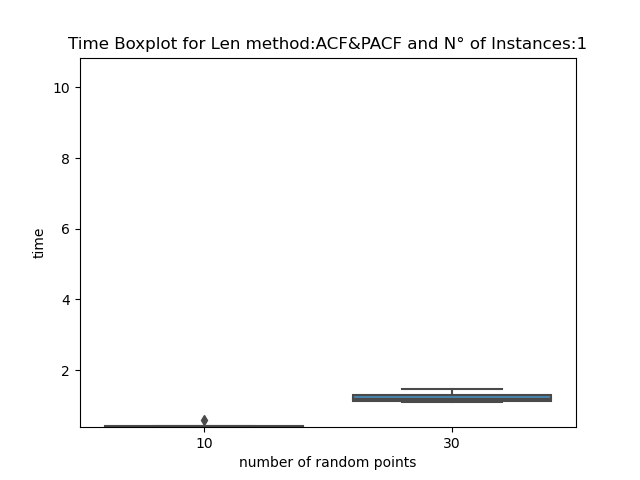 Time Boxplot for Len method:ACF&PACF and N° of Instances:1
10
8
6
4
2
time
10
30
number of random points